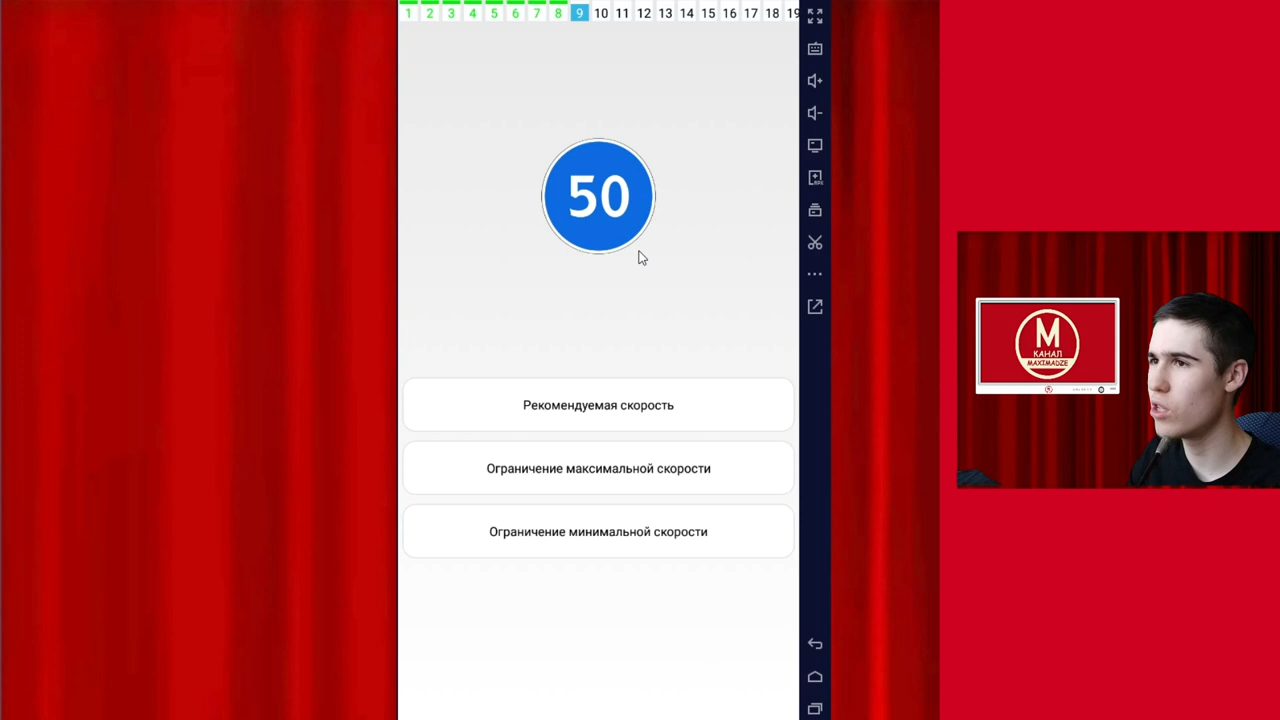 1 2 3 4 5 6 7 8 9 10 11 12 13 14 15 16 17 18 19
50
Рекомендуемая скорость
Ограничение максимальной скорости
Ограничение минимальной скорости
M
КАНАЛ
MAXIMADZE